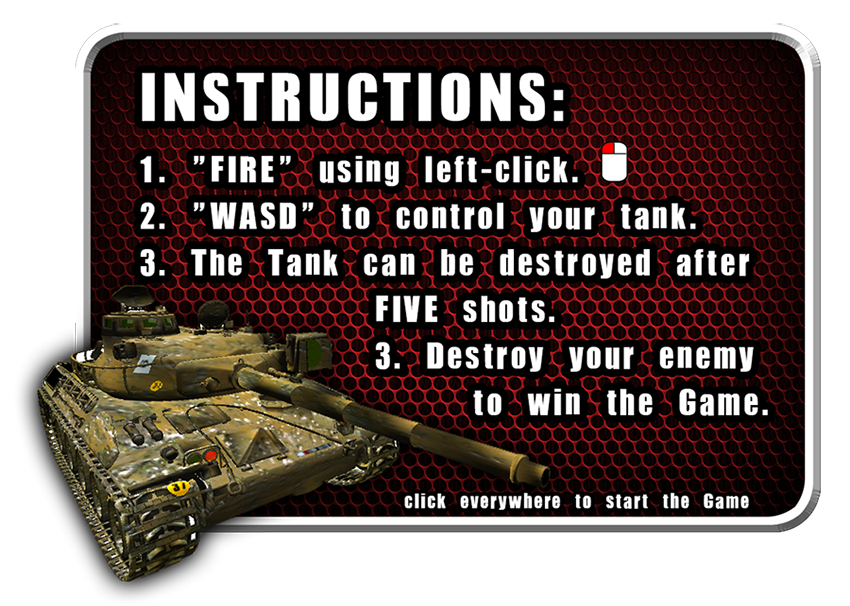 INSTRUCTIONS:
1. ”FIRE” using left-click.
2. ”WASD” to control your tank.
3. The Tank can be destroyed after
FIVE shots.
3. Destroy your enemy
to win the Game.
click everywhere to start the Game